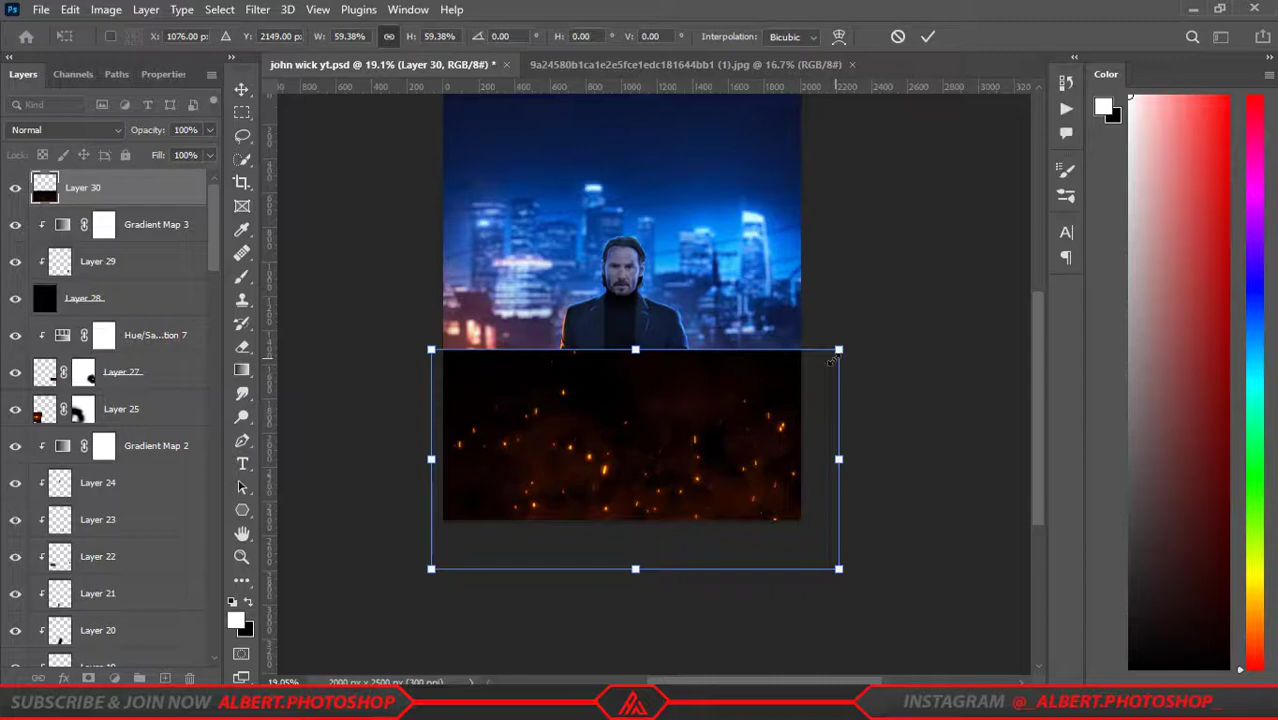 Ps File Edit Image Layer Type Select Filter 3D View Plugins Window Help
X: 1076.00 p: Y: 2149.00 p: W: 59.38% H: 59.38% 0.00 ° H: 0.00 ° V: 0.00 ° Interpolation: Bicubic
Layers Channels Paths Properties
john wick yt.psd @ 19.1% (Layer 30, RGB/8#) *
9a24580b1ca1e2e5fce1edc181644bb1 (1).jpg @ 16.7% (RGB/8#)
Color
Kind
Normal Opacity: 100%
Lock: Fill: 100%
Layer 30
Gradient Map 3
Layer 29
Layer 28
Hue/Sa...tion 7
Layer 27
Layer 25
Gradient Map 2
Layer 24
Layer 23
Layer 22
Layer 21
Layer 20
19.05% 2000 px x 2500 px (300 ppi)
SUBSCRIBE & JOIN NOW ALBERT.PHOTOSHOP_
INSTAGRAM @_ALBERT.PHOTOSHOP_